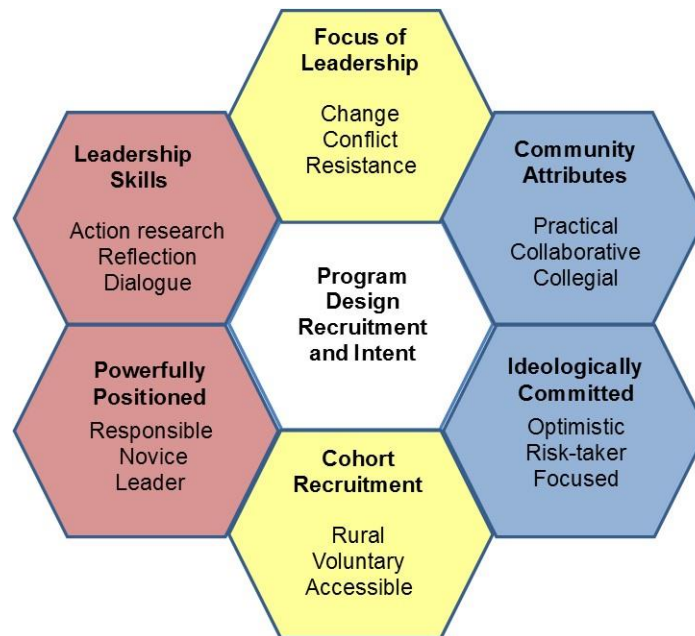 Focus of
Leadership
Change
Conflict
Resistance
Leadership
Skills
Action research
Reflection
Dialogue
Community
Attributes
Practical
Collaborative
Collegial
Program
Design
Recruitment
and Intent
Powerfully
Positioned
Responsible
Novice
Leader
Ideologically
Committed
Optimistic
Risk-taker
Focused
Cohort
Recruitment
Rural
Voluntary
Accessible